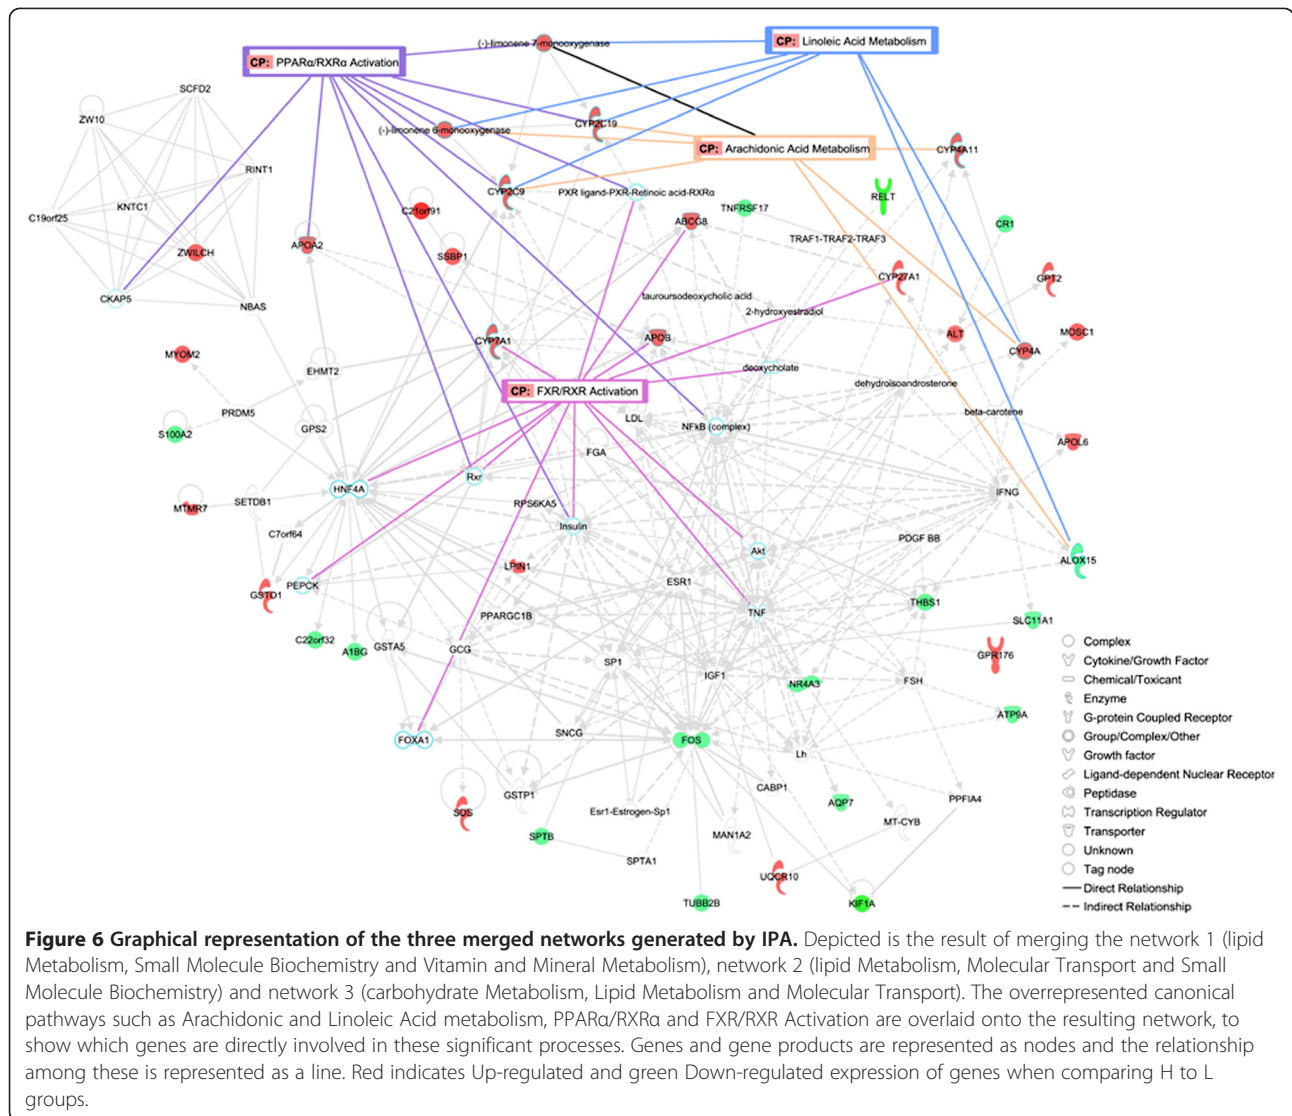 (-)-limonene 7-monooxygenase
CP: Linoleic Acid Metabolism
CP: PPARα/RXRα Activation
SCFD2
ZW10
CYP2C19
(-)-limonene 6-monooxygenase
CP: Arachidonic Acid Metabolism
CYP4A11
RINT1
CYP2C9
PXR ligand-PXR-Retinoic acid-RXRα
RELT
KNTC1
C19orf25
C21orf91
TNFRSF17
ABCG8
CR1
ZWILCH
APOA2
SSBP1
TRAF1-TRAF2-TRAF3
CYP27A1
GPT2
CKAP5
NBAS
tauroursodeoxycholic acid
2-hydroxyestradiol
CYP7A1
APOB
ALT
MOSC1
CYP4A
MYOM2
EHMT2
deoxycholate
dehydroisoandrosterone
CP: FXR/RXR Activation
PRDM5
LDL
beta-carotene
S100A2
GPS2
NFkB (complex)
APOL6
FGA
HNF4A
Rxr
IFNG
MTMR7
SETDB1
RPS6KA5
Insulin
C7orf64
PDGF BB
Akt
ALOX15
LPIN1
ESR1
GSTO1
PEPCK
THBS1
PPARGC1B
TNF
SLC11A1
C22orf32
A1BG
GSTA5
GCG
SP1
IGF1
GPR176
NR4A3
FSH
ATP9A
FOXA1
SNCG
FOS
Lh
GSTP1
CABP1
SDS
Esr1-Estrogen-Sp1
AQP7
PPFIA4
MT-CYB
SPTB
MAN1A2
SPTA1
UQCR10
TUBB2B
KIF1A
Complex
Cytokine/Growth Factor
Chemical/Toxicant
Enzyme
G-protein Coupled Receptor
Group/Complex/Other
Growth factor
Ligand-dependent Nuclear Receptor
Peptidase
Transcription Regulator
Transporter
Unknown
Tag node
Direct Relationship
Indirect Relationship
Figure 6 Graphical representation of the three merged networks generated by IPA. Depicted is the result of merging the network 1 (lipid
Metabolism, Small Molecule Biochemistry and Vitamin and Mineral Metabolism), network 2 (lipid Metabolism, Molecular Transport and Small
Molecule Biochemistry) and network 3 (carbohydrate Metabolism, Lipid Metabolism and Molecular Transport). The overrepresented canonical
pathways such as Arachidonic and Linoleic Acid metabolism, PPARα/RXRα and FXR/RXR Activation are overlaid onto the resulting network, to
show which genes are directly involved in these significant processes. Genes and gene products are represented as nodes and the relationship
among these is represented as a line. Red indicates Up-regulated and green Down-regulated expression of genes when comparing H to L
groups.